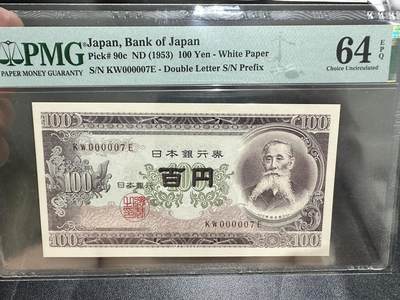 PMG
PAPER MONEY GUARANTY
Japan, Bank of Japan
Pick# 90c ND (1953) 100 Yen - White Paper
S/N KW000007E - Double Letter S/N Prefix
64 EPQ
Choice Uncirculated
100
100
KW000007E
日本銀行券
100
日本銀行
百円
KW000007E
100
100